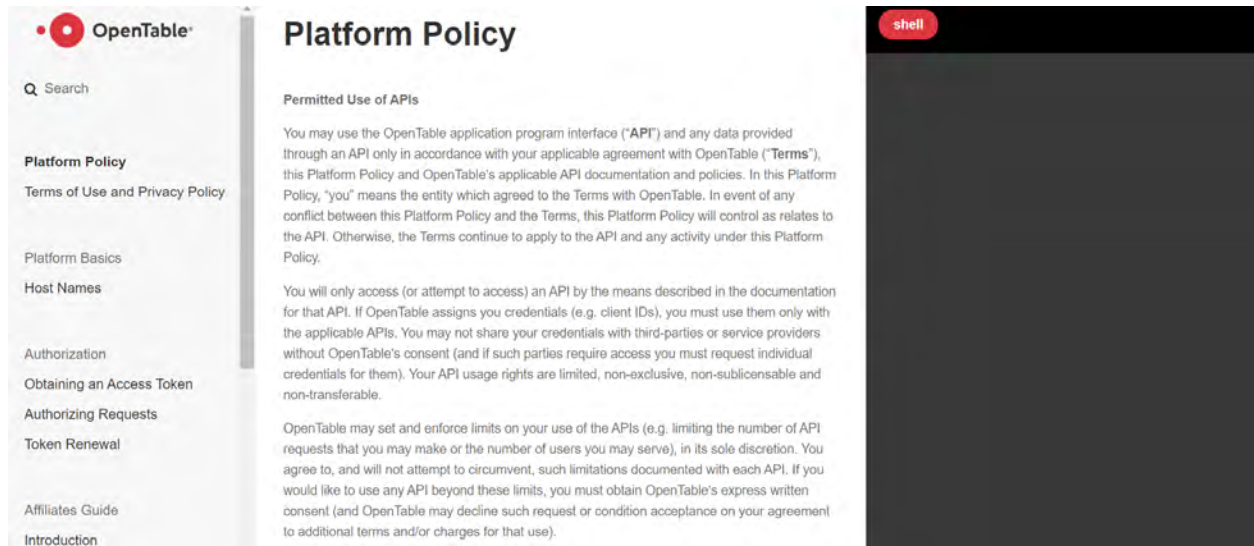 OpenTable
Search
Platform Policy
Terms of Use and Privacy Policy
Platform Basics
Host Names
Authorization
Obtaining an Access Token
Authorizing Requests
Token Renewal
Affiliates Guide
Introduction
Platform Policy
Permitted Use of APIs
You may use the OpenTable application program interface (“API”) and any data provided
through an API only in accordance with your applicable agreement with OpenTable (“Terms”),
this Platform Policy and OpenTable's applicable API documentation and policies. In this Platform
Policy, “you” means the entity which agreed to the Terms with OpenTable. In event of any
conflict between this Platform Policy and the Terms, this Platform Policy will control as relates to
the API. Otherwise, the Terms continue to apply to the API and any activity under this Platform
Policy.
You will only access (or attempt to access) an API by the means described in the documentation
for that API. If OpenTable assigns you credentials (e.g. client IDs), you must use them only with
the applicable APIs. You may not share your credentials with third-parties or service providers
without OpenTable's consent (and if such parties require access you must request individual
credentials for them). Your API usage rights are limited, non-exclusive, non-sublicensable and
non-transferable.
OpenTable may set and enforce limits on your use of the APIs (e.g. limiting the number of API
requests that you may make or the number of users you may serve), in its sole discretion. You
agree to, and will not attempt to circumvent, such limitations documented with each API. If you
would like to use any API beyond these limits, you must obtain OpenTable's express written
consent (and OpenTable may decline such request or condition acceptance on your agreement
to additional terms and/or charges for that use).
shell